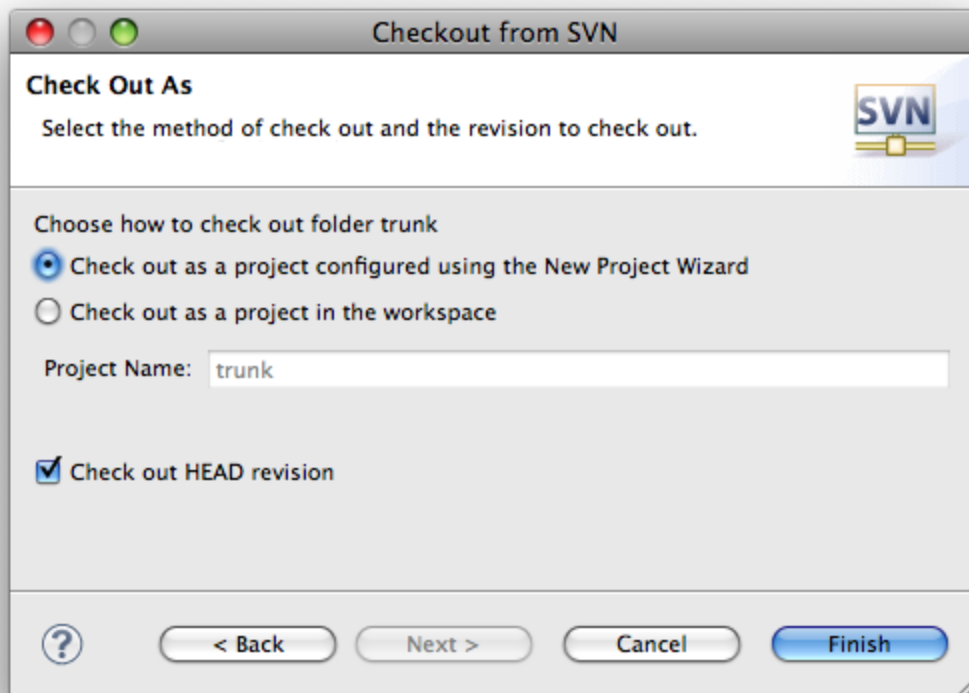 Checkout from SVN
Check Out As
Select the method of check out and the revision to check out.
SVN
Choose how to check out folder trunk
Check out as a project configured using the New Project Wizard
Check out as a project in the workspace
Project Name: trunk
Check out HEAD revision
? < Back Next > Cancel Finish